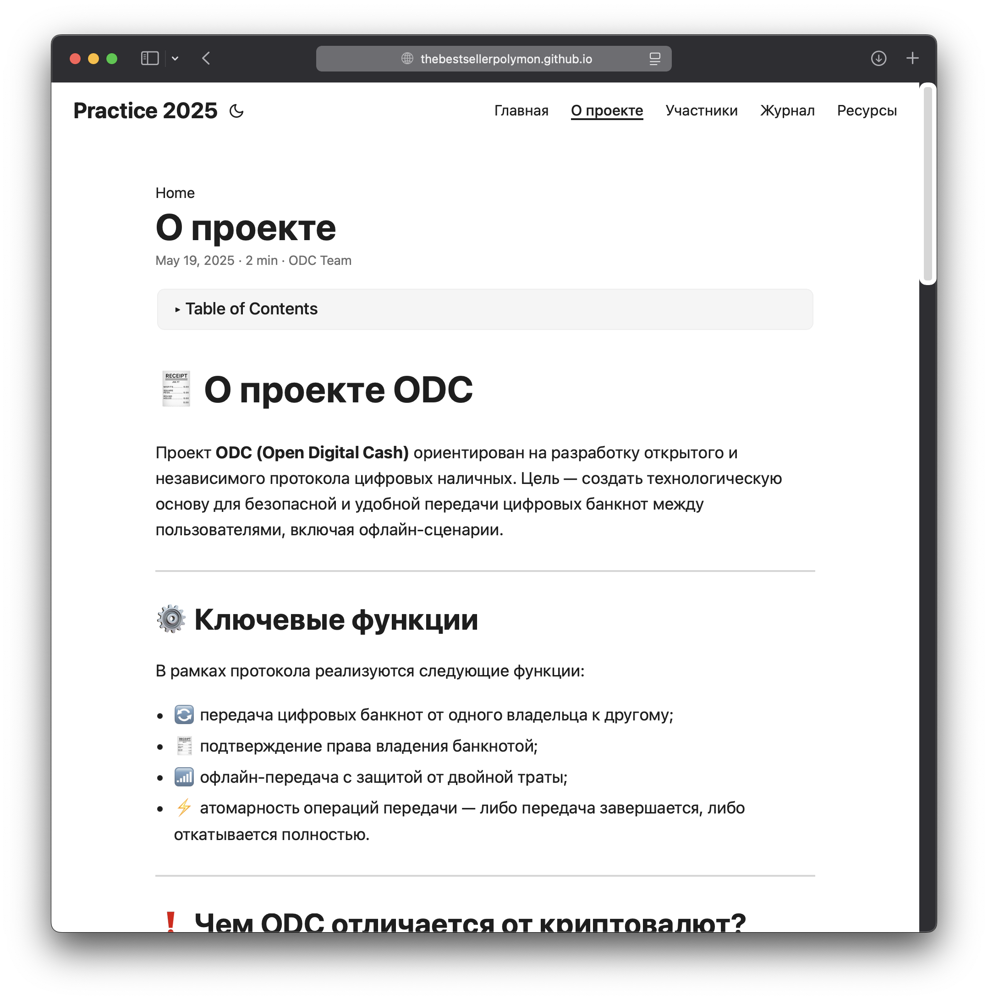 thebestsellerpolymon.github.io
Practice 2025
Главная О проекте Участники Журнал Ресурсы
Home
О проекте
May 19, 2025 · 2 min · ODC Team
▸ Table of Contents
🧾 О проекте ODC
Проект ODC (Open Digital Cash) ориентирован на разработку открытого и
независимого протокола цифровых наличных. Цель — создать технологическую
основу для безопасной и удобной передачи цифровых банкнот между
пользователями, включая офлайн-сценарии.
⚙️ Ключевые функции
В рамках протокола реализуются следующие функции:
• 🔄 передача цифровых банкнот от одного владельца к другому;
• 🧾 подтверждение права владения банкнотой;
• 📶 офлайн-передача с защитой от двойной траты;
• ⚡ атомарность операций передачи — либо передача завершается, либо
откатывается полностью.
❗ Чем ODC отличается от криптовалют?